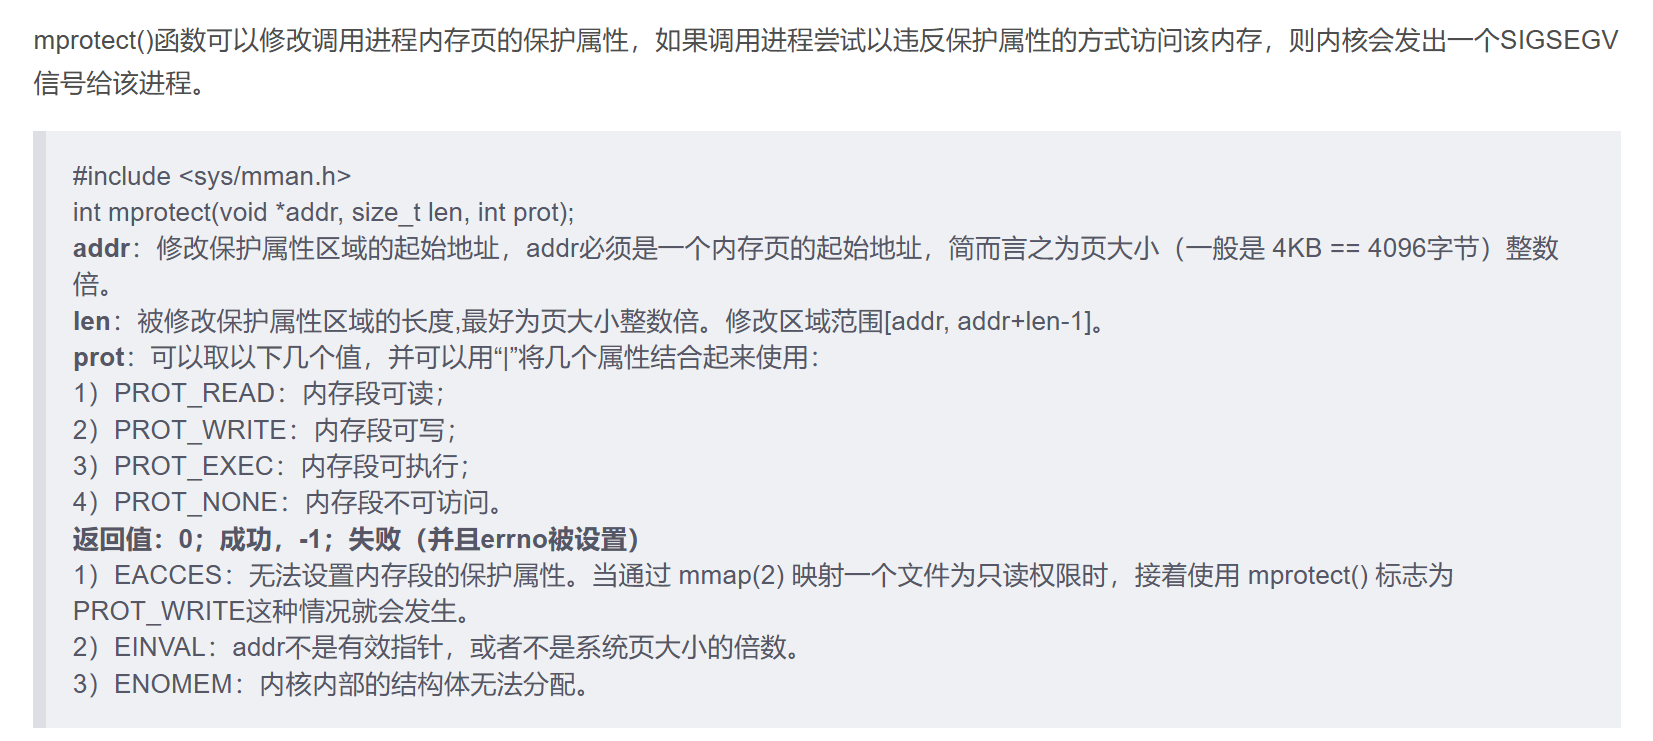 mprotect()函数可以修改调用进程内存页的保护属性，如果调用进程尝试以违反保护属性的方式访问该内存，则内核会发出一个SIGSEGV
信号给该进程。
#include <sys/mman.h>
int mprotect(void *addr, size_t len, int prot);
addr：修改保护属性区域的起始地址，addr必须是一个内存页的起始地址，简而言之为页大小（一般是 4KB == 4096字节）整数
倍。
len：被修改保护属性区域的长度,最好为页大小整数倍。修改区域范围[addr, addr+len-1]。
prot：可以取以下几个值，并可以用“|”将几个属性结合起来使用：
1）PROT_READ：内存段可读；
2）PROT_WRITE：内存段可写；
3）PROT_EXEC：内存段可执行；
4）PROT_NONE：内存段不可访问。
返回值：0；成功，-1；失败（并且errno被设置）
1）EACCES：无法设置内存段的保护属性。当通过 mmap(2) 映射一个文件为只读权限时，接着使用 mprotect() 标志为
PROT_WRITE这种情况就会发生。
2）EINVAL：addr不是有效指针，或者不是系统页大小的倍数。
3）ENOMEM：内核内部的结构体无法分配。